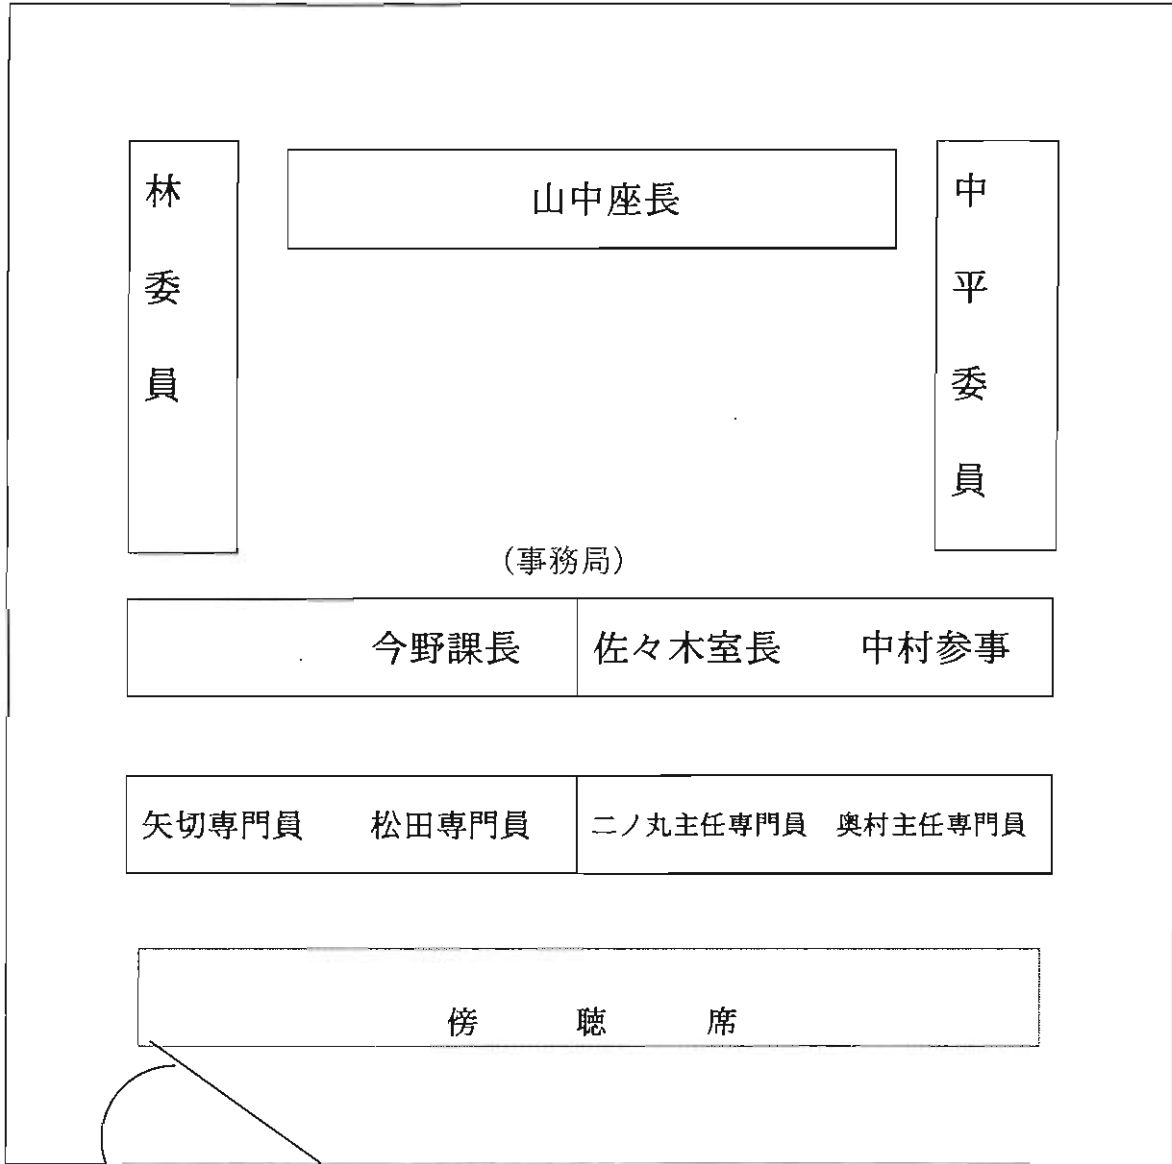 山中座長
林委員
中平委員
(事務局)
今野課長 佐々木室長 中村参事
矢切専門員 松田専門員 二ノ丸主任専門員 奥村主任専門員
傍聴席